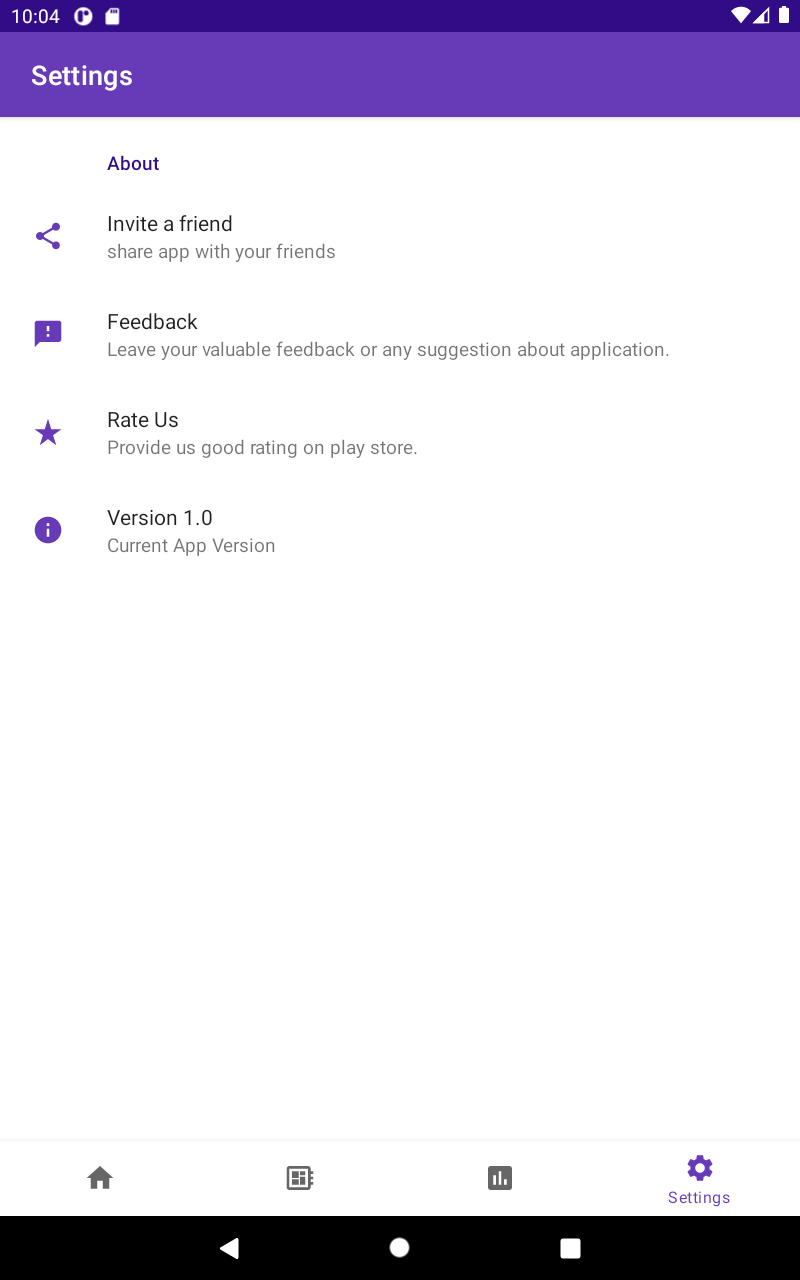 10:04
Settings
About
Invite a friend
share app with your friends
Feedback
Leave your valuable feedback or any suggestion about application.
Rate Us
Provide us good rating on play store.
Version 1.0
Current App Version
Settings